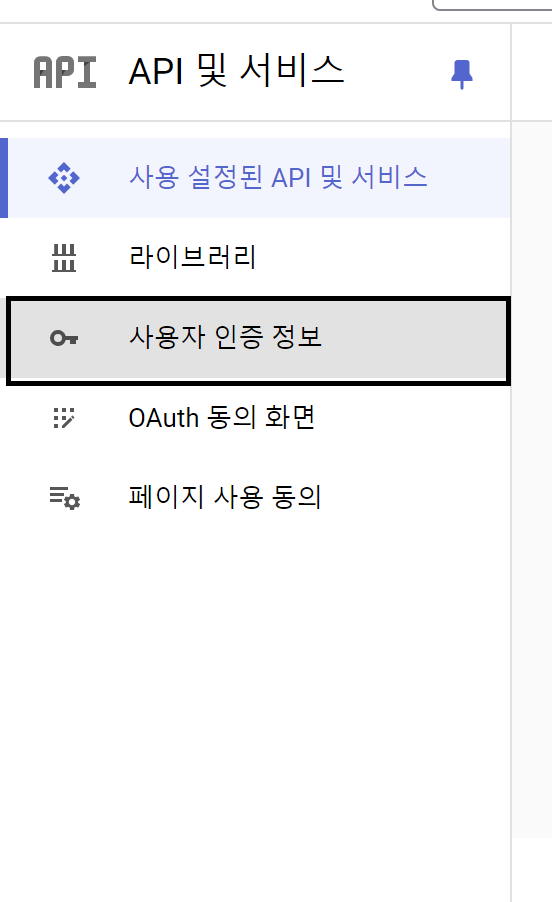 API API 및 서비스
사용 설정된 API 및 서비스
라이브러리
사용자 인증 정보
OAuth 동의 화면
페이지 사용 동의